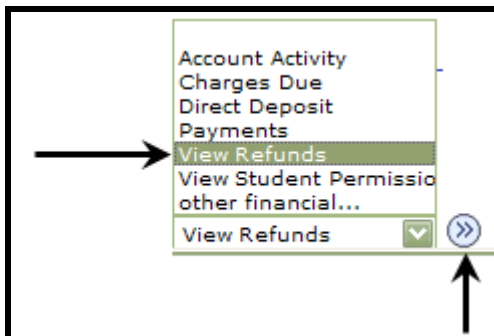 Account Activity
Charges Due
Direct Deposit
Payments
View Refunds
View Student Permissio
other financial...
View Refunds